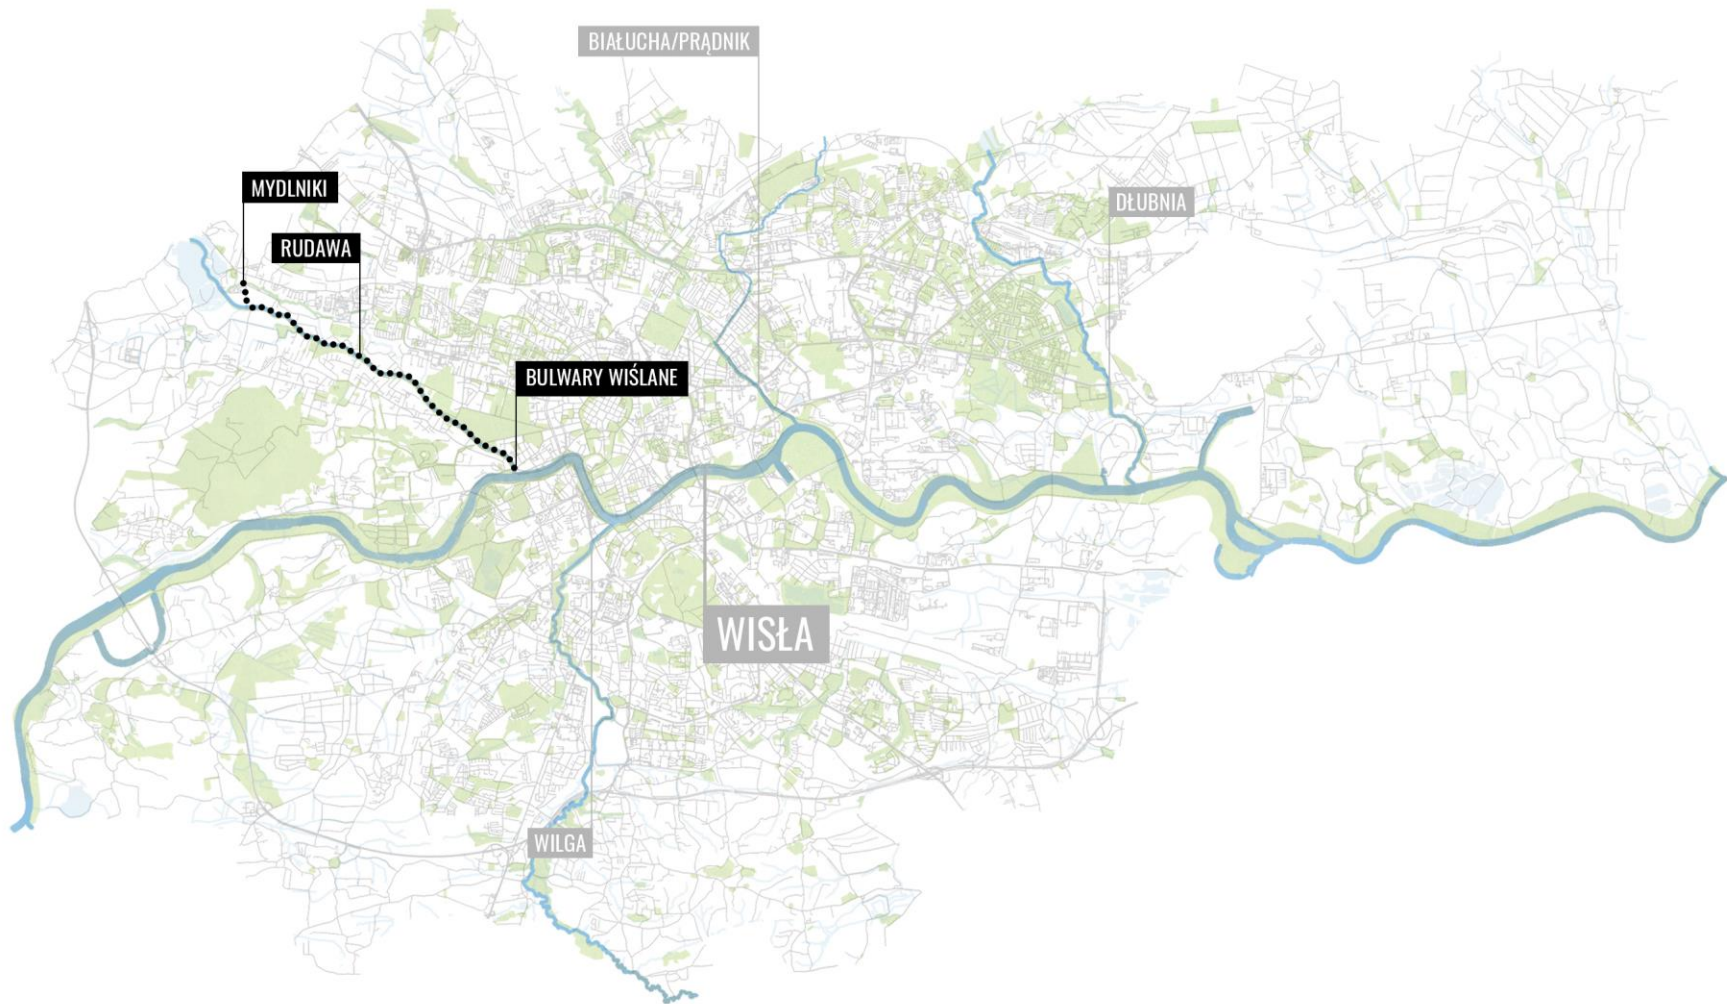 BIAŁUCHA/PRĄDNIK
MYDLNIKI
DŁUBNIA
RUDAWA
BULWARY WIŚLANE
WISŁA
WILGA